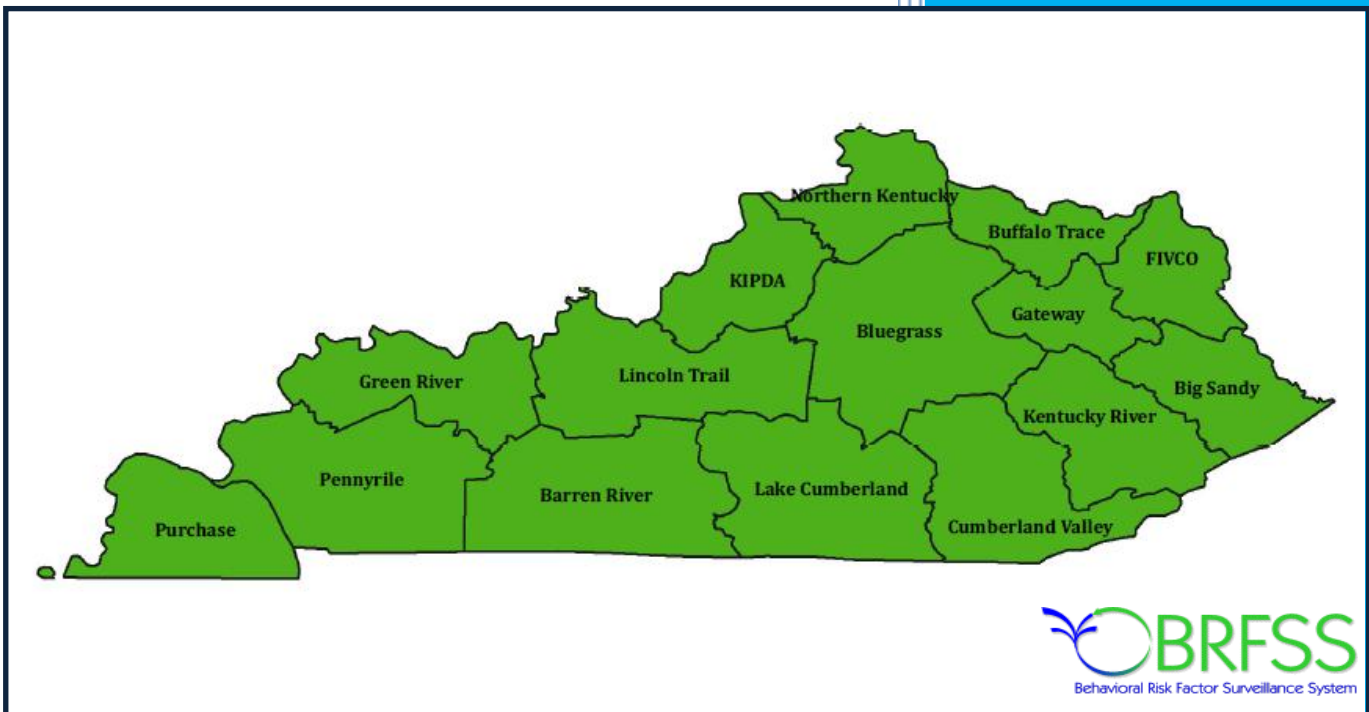 Northern Kentucky
Buffalo Trace
FIVCO
KIPDA
Gateway
Bluegrass
Lincoln Trail
Green River
Big Sandy
Kentucky River
Pennyrile
Barren River
Lake Cumberland
Cumberland Valley
Purchase
BRFSS
Behavioral Risk Factor Surveillance System